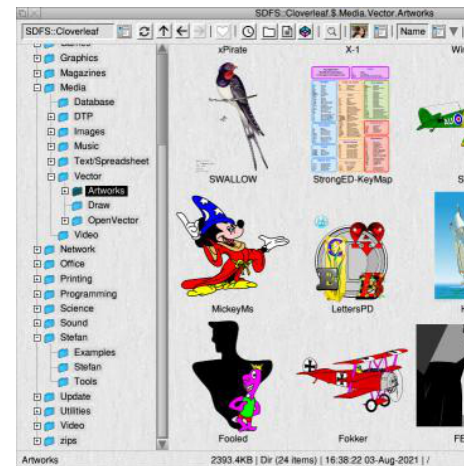 SDFS::Cloverleaf.$.Media.Vector.Artworks
SDFS::Cloverleaf
Name
Games
Graphics
Magazines
Media
Database
DTP
Images
Music
Text/Spreadsheet
Vector
Artworks
Draw
OpenVector
Video
Network
Office
Printing
Programming
Science
Sound
Stefan
Examples
Stefan
Tools
Update
Utilities
Video
zips
xPirate
X-1
Wi
SWALLOW
StrongED-KeyMap
S
MickeyMs
LettersPD
H
Fooled
Fokker
FE
Artworks
2393.4KB | Dir (24 items) | 16:38:22 03-Aug-2021 | /